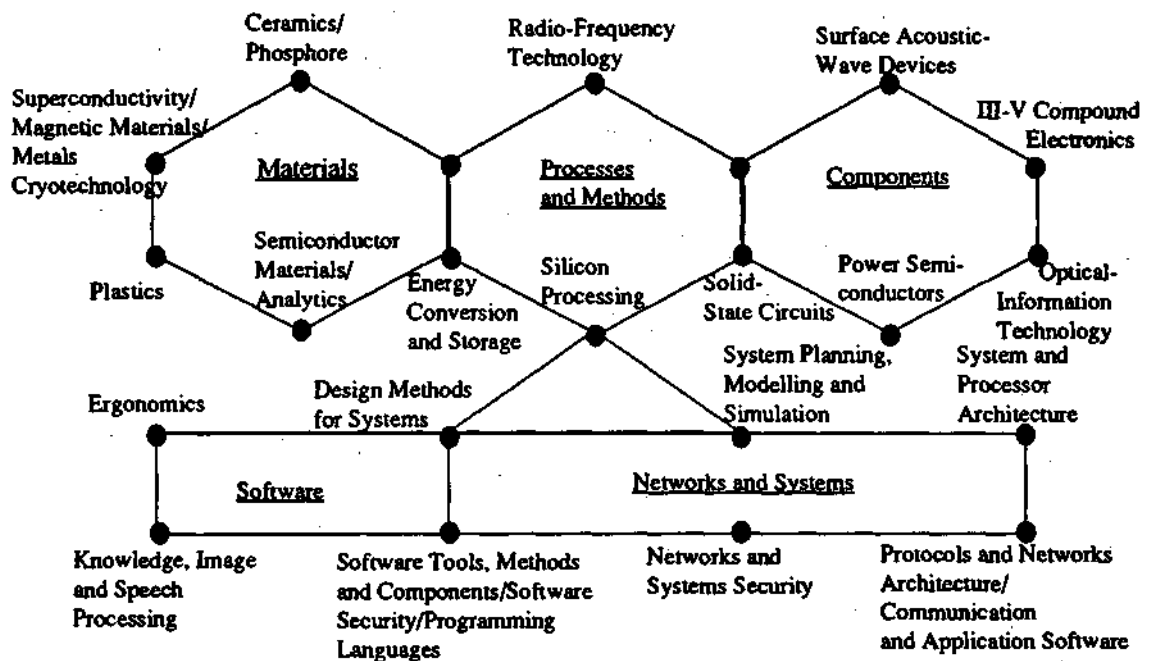 Ceramics/
Phosphore
Radio-Frequency
Technology
Surface Acoustic-
Wave Devices
Superconductivity/
Magnetic Materials/
Metals
Cryotechnology
III-V Compound
Electronics
Materials
Processes
and Methods
Components
Plastics
Semiconductor
Materials/
Analytics
Energy
Conversion
and Storage
Silicon
Processing
Solid-
State Circuits
Power Semi-
conductors
Optical-
Information
Technology
Ergonomics
Design Methods
for Systems
System Planning,
Modelling and
Simulation
System and
Processor
Architecture
Software
Networks and Systems
Knowledge, Image
and Speech
Processing
Software Tools, Methods
and Components/Software
Security/Programming
Languages
Networks and
Systems Security
Protocols and Networks
Architecture/
Communication
and Application Software